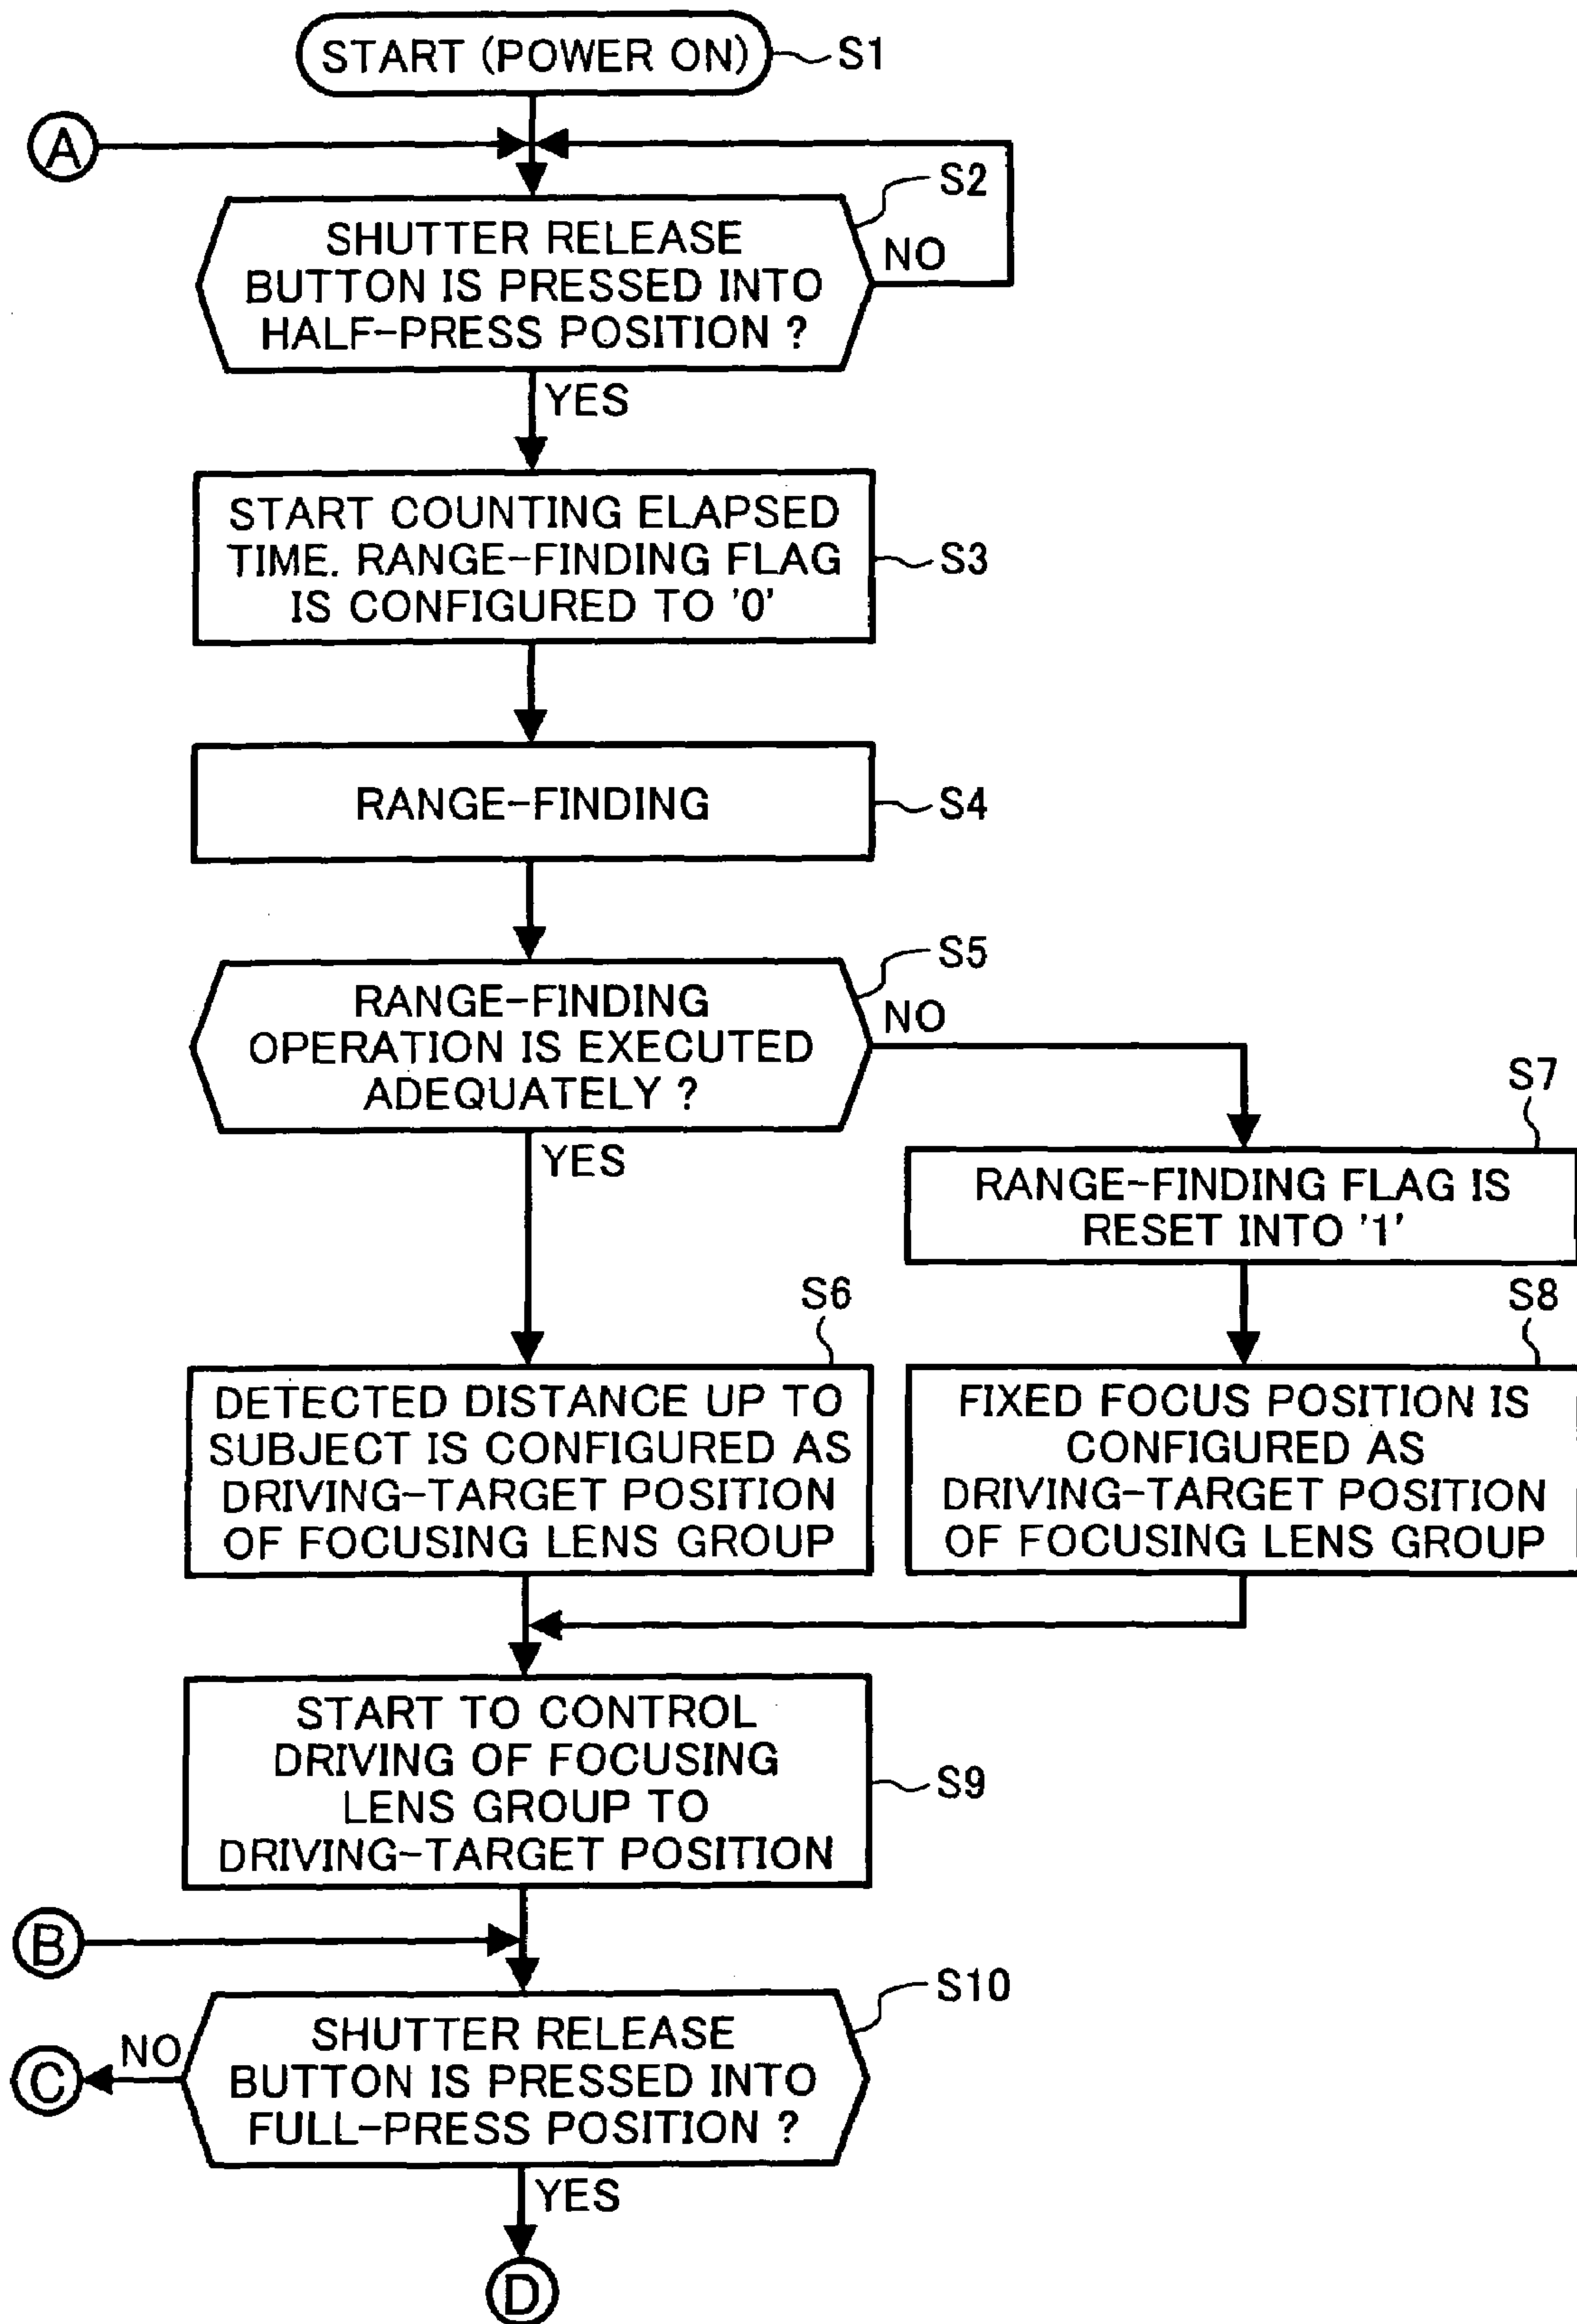 START (POWER ON)
S1
A
S2
SHUTTER RELEASE
BUTTON IS PRESSED INTO
HALF-PRESS POSITION ?
NO
YES
START COUNTING ELAPSED
TIME. RANGE-FINDING FLAG
IS CONFIGURED TO '0'
S3
RANGE-FINDING
S4
S5
RANGE-FINDING
OPERATION IS EXECUTED
ADEQUATELY ?
NO
YES
S7
RANGE-FINDING FLAG IS
RESET INTO '1'
S6
DETECTED DISTANCE UP TO
SUBJECT IS CONFIGURED AS
DRIVING-TARGET POSITION
OF FOCUSING LENS GROUP
S8
FIXED FOCUS POSITION IS
CONFIGURED AS
DRIVING-TARGET POSITION
OF FOCUSING LENS GROUP
START TO CONTROL
DRIVING OF FOCUSING
LENS GROUP TO
DRIVING-TARGET POSITION
S9
B
S10
SHUTTER RELEASE
BUTTON IS PRESSED INTO
FULL-PRESS POSITION ?
NO
C
YES
D